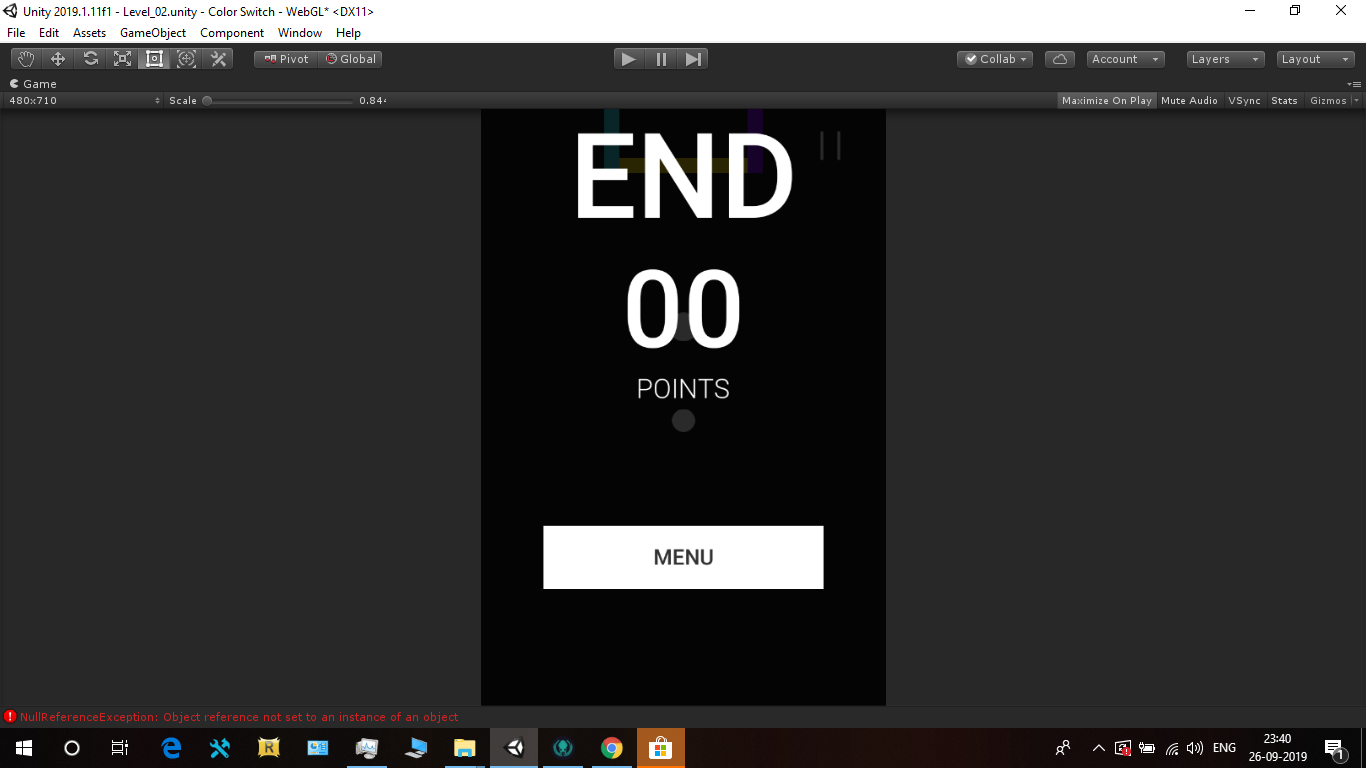 Unity 2019.1.11f1 - Level_02.unity - Color Switch - WebGL* <DX11>
File Edit Assets GameObject Component Window Help
Pivot Global Collab Account Layers Layout
Game
480x710 Scale 0.844 Maximize On Play Mute Audio VSync Stats Gizmos
END
00
POINTS
MENU
NullReferenceException: Object reference not set to an instance of an object
R ENG 23:40
26-09-2019 1